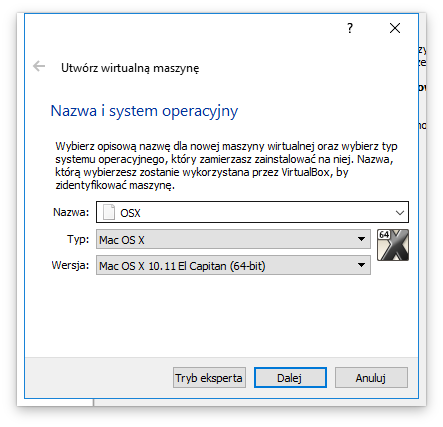 ?
Utwórz wirtualną maszynę
Nazwa i system operacyjny
Wybierz opisową nazwę dla nowej maszyny wirtualnej oraz wybierz typ
systemu operacyjnego, który zamierzasz zainstalować na niej. Nazwa,
którą wybierzesz zostanie wykorzystana przez VirtualBox, by
zidentyfikować maszynę.
Nazwa: OSX
Typ: Mac OS X
64
Wersja: Mac OS X 10.11 El Capitan (64-bit)
Tryb eksperta Dalej Anuluj